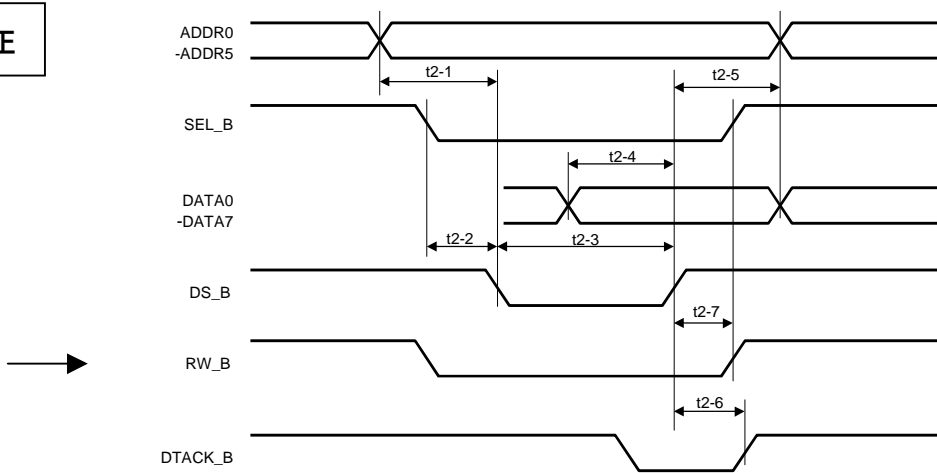 正
ADDR0
-ADDR5
t2-1
t2-5
SEL_B
t2-4
DATA0
-DATA7
t2-2
t2-3
DS_B
t2-7
RW_B
t2-6
DTACK_B